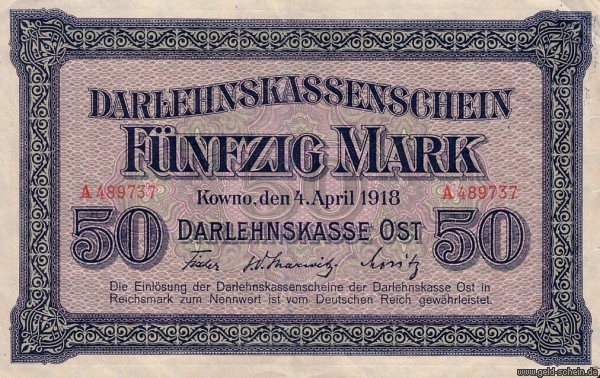 DARLEHNSKASSENSCHEIN
FÜNFZIG MARK
A 489737 A 489737
Kowno, den 4. April 1918
50 DARLEHNSKASSE OST 50
Die Einlösung der Darlehnskassenscheine der Darlehnskasse Ost in
Reichsmark zum Nennwert ist vom Deutschen Reich gewährleistet.
www.geld-schein.de